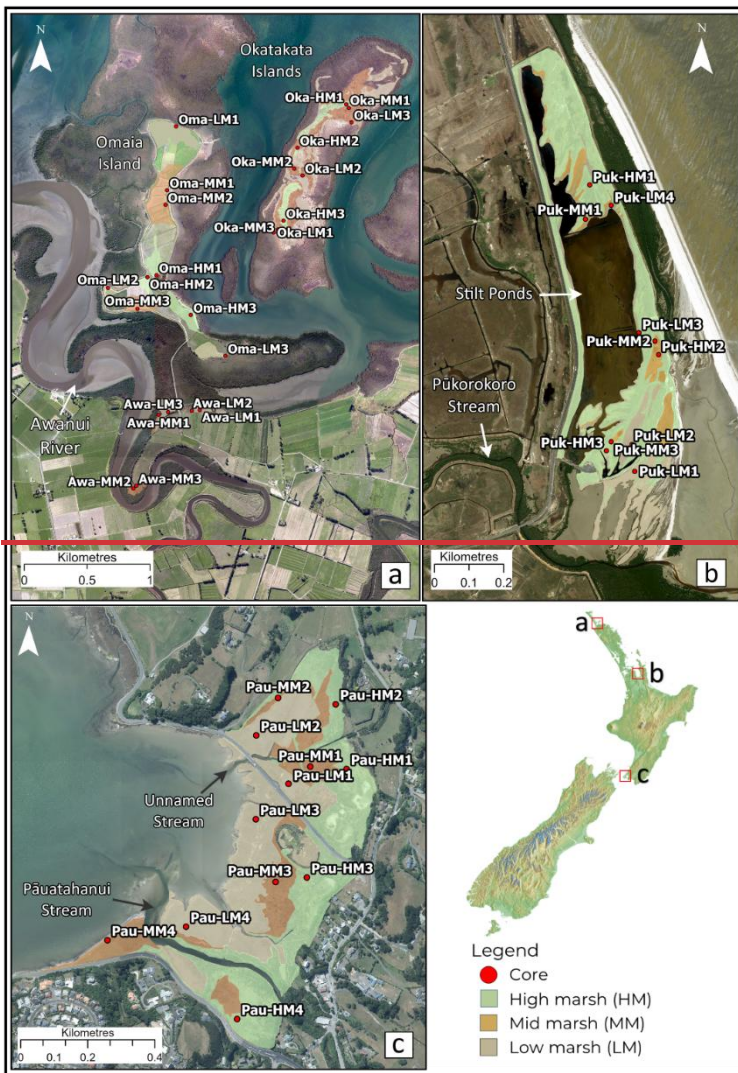 N
Okatakata
Islands
Oma-LM1
Omaia
Island
Oka-HM1
Oka-MM1
Oka-LM3
Oka-HM2
Oka-MM2
Oka-LM2
Oma-MM1
Oma-MM2
Oka-HM3
Oka-MM3
Oka-LM1
Oma-LM2
Oma-HM1
Oma-HM2
Oma-MM3
Oma-HM3
Oma-LM3
Awanui
River
Awa-LM3
Awa-LM2
Awa-MM1
Awa-LM1
Awa-MM2
Awa-MM3
Kilometres
0
0.5
1
a
N
Puk-HM1
Puk-LM4
Puk-MM1
Stilt Ponds
Puk-LM3
Puk-MM2
Puk-HM2
Pūkorokoro
Stream
Puk-HM3
Puk-LM2
Puk-MM3
Puk-LM1
Kilometres
0
0.1
0.2
b
N
Pau-MM2
Pau-HM2
Pau-LM2
Pau-MM1
Pau-HM1
Pau-LM1
Unnamed
Stream
Pau-LM3
Pau-MM3
Pau-HM3
Pāuatahanui
Stream
Pau-LM4
Pau-MM4
Pau-HM4
Kilometres
0
0.2
0.4
c
a
b
c
Legend
Core
High marsh (HM)
Mid marsh (MM)
Low marsh (LM)